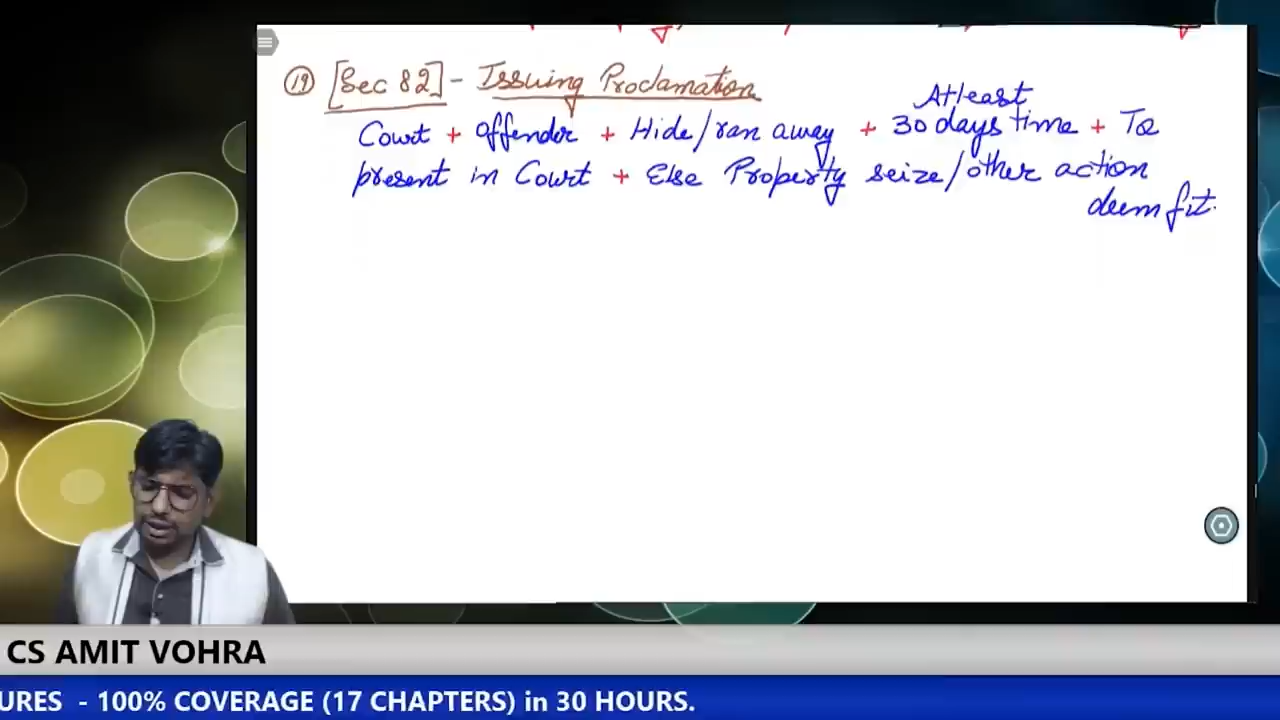 19 [Sec 82] - Issuing Proclamation
Atleast
Court + offender + Hide/ran away + 30 days time + To
present in Court + Else Property seize/other action
deem fit.
CS AMIT VOHRA
URES - 100% COVERAGE (17 CHAPTERS) in 30 HOURS.